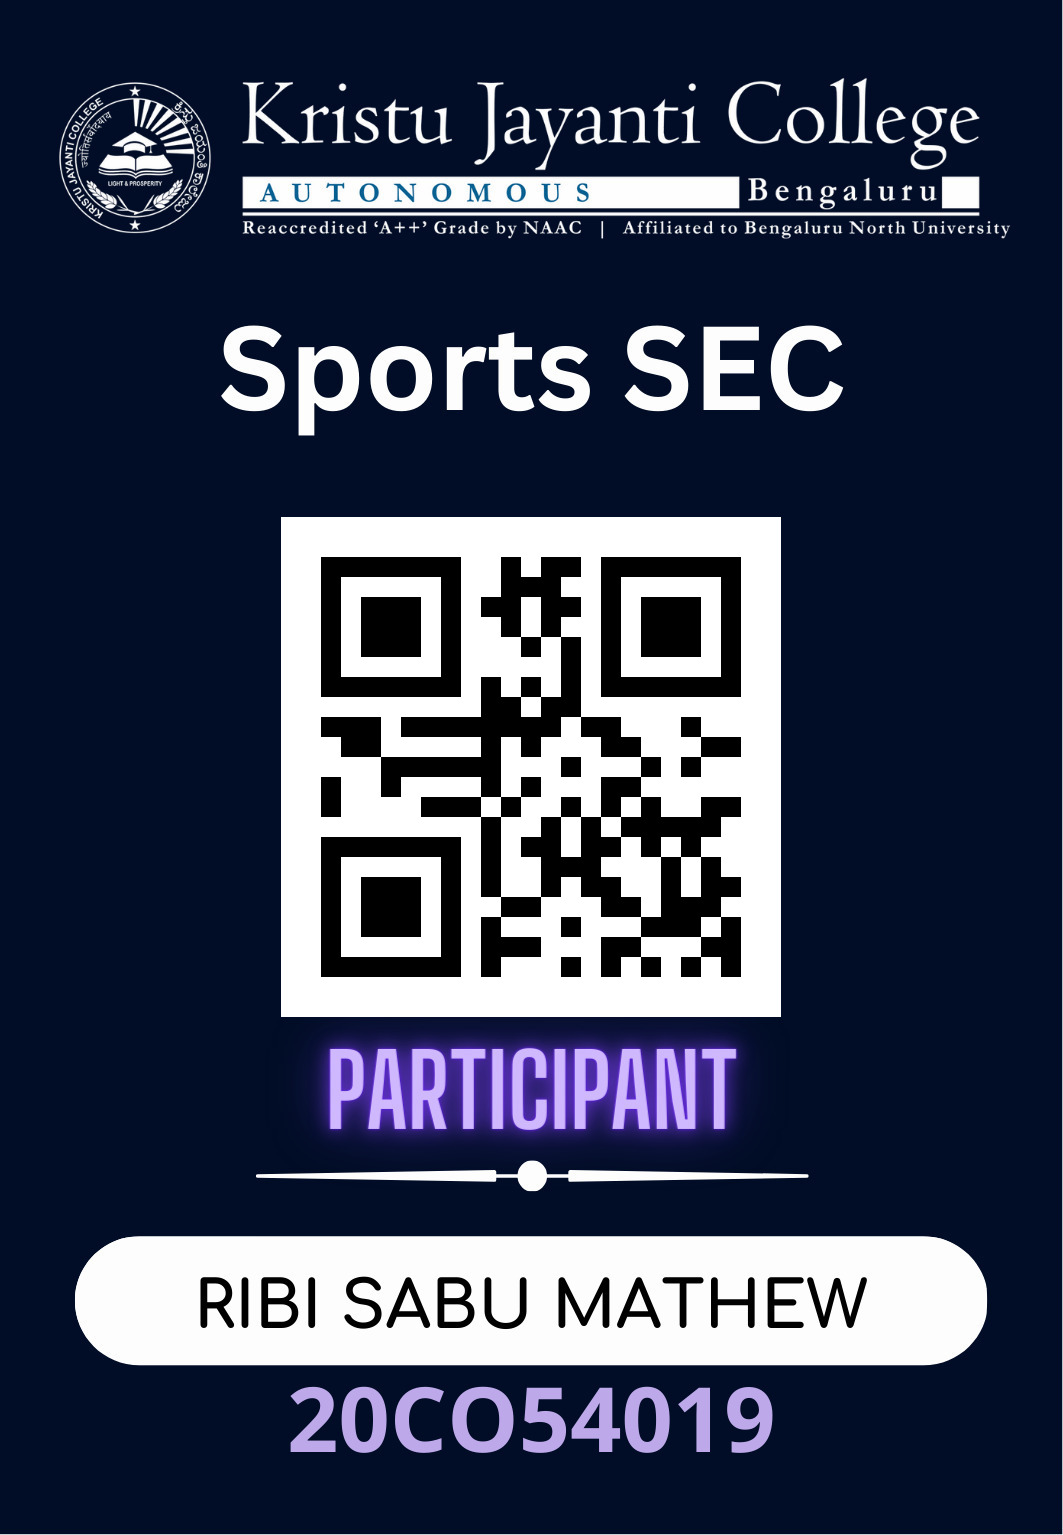 KRISTU JAYANTI COLLEGE
ज्योतिसंवादयाय
LIGHT & PROSPERITY
Kristu Jayanti College
AUTONOMOUS Bengaluru
Reaccredited ‘A++’ Grade by NAAC | Affiliated to Bengaluru North University
Sports SEC
PARTICIPANT
RIBI SABU MATHEW
20CO54019